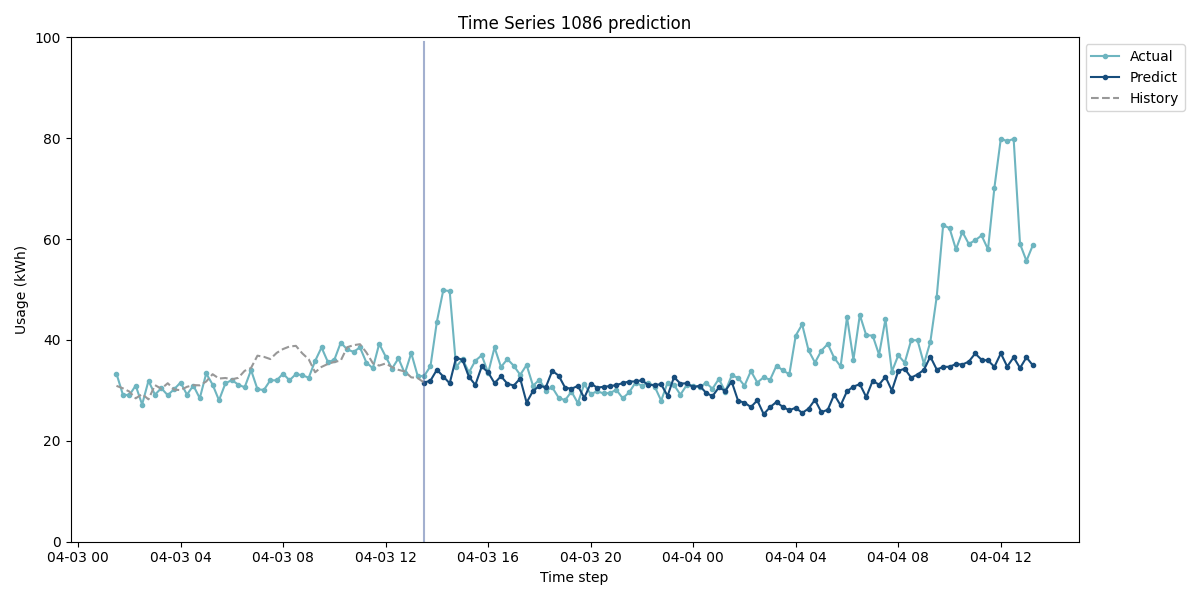 Time Series 1086 prediction
Usage (kWh)
100
80
60
40
20
0
04-03 00
04-03 04
04-03 08
04-03 12
04-03 16
04-03 20
04-04 00
04-04 04
04-04 08
04-04 12
Time step
Actual
Predict
History